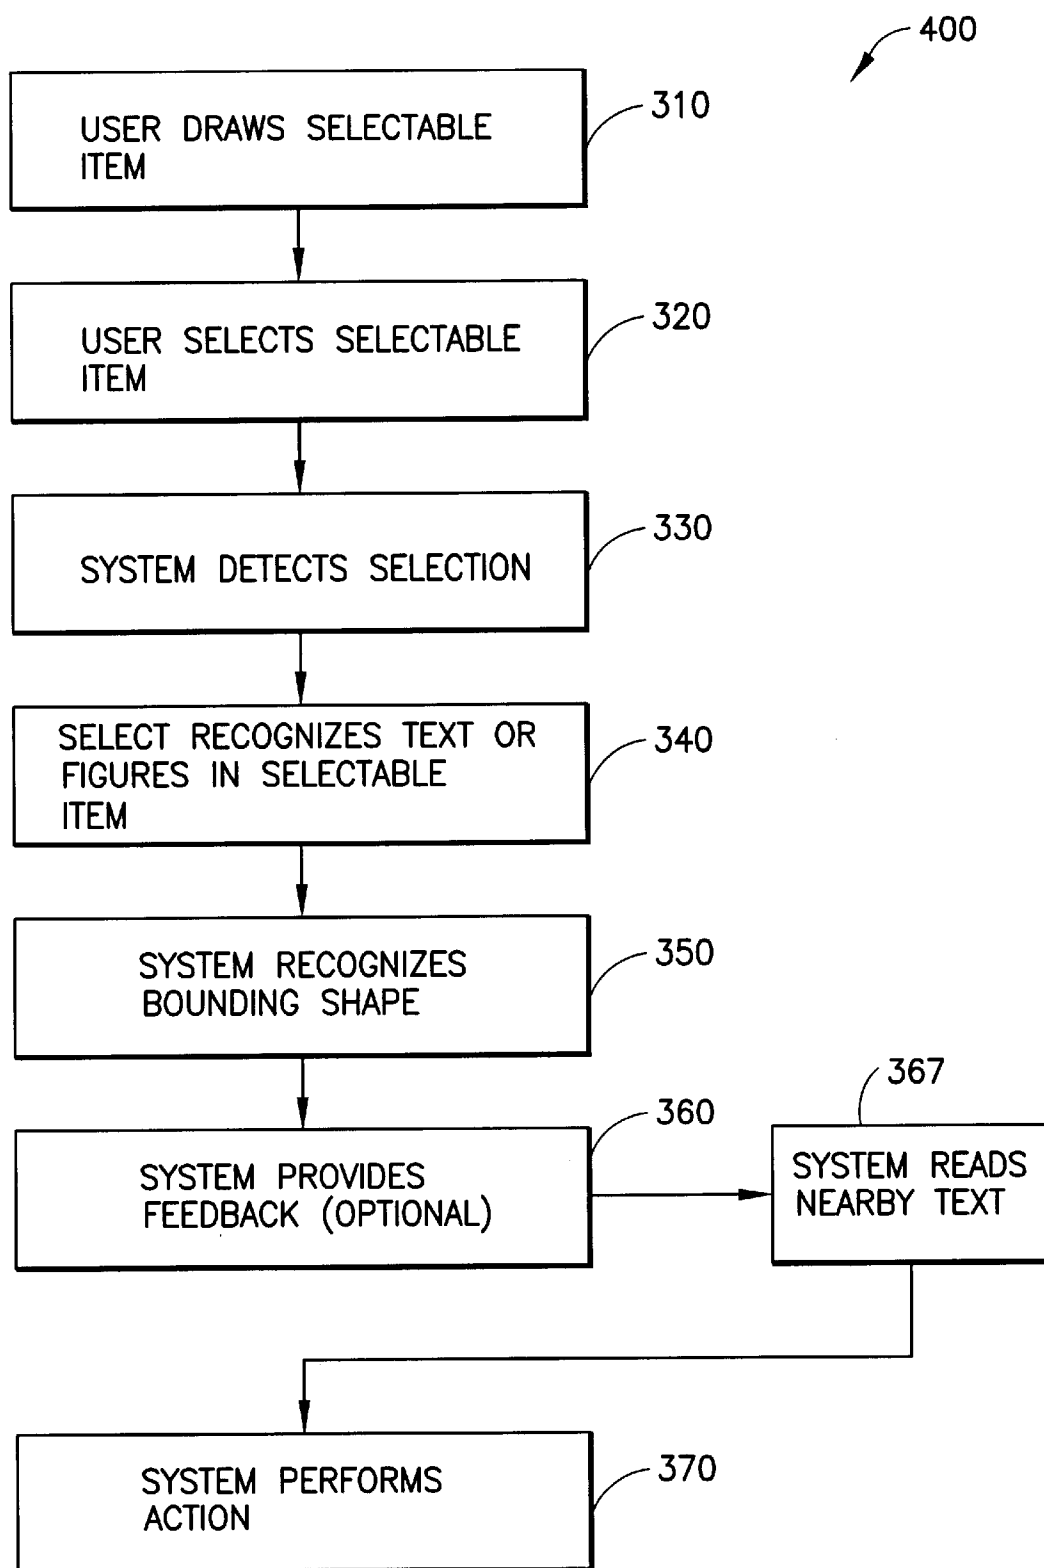 400
USER DRAWS SELECTABLE
ITEM
310
USER SELECTS SELECTABLE
ITEM
320
SYSTEM DETECTS SELECTION
330
SELECT RECOGNIZES TEXT OR
FIGURES IN SELECTABLE
ITEM
340
SYSTEM RECOGNIZES
BOUNDING SHAPE
350
SYSTEM PROVIDES
FEEDBACK (OPTIONAL)
360
SYSTEM READS
NEARBY TEXT
367
SYSTEM PERFORMS
ACTION
370